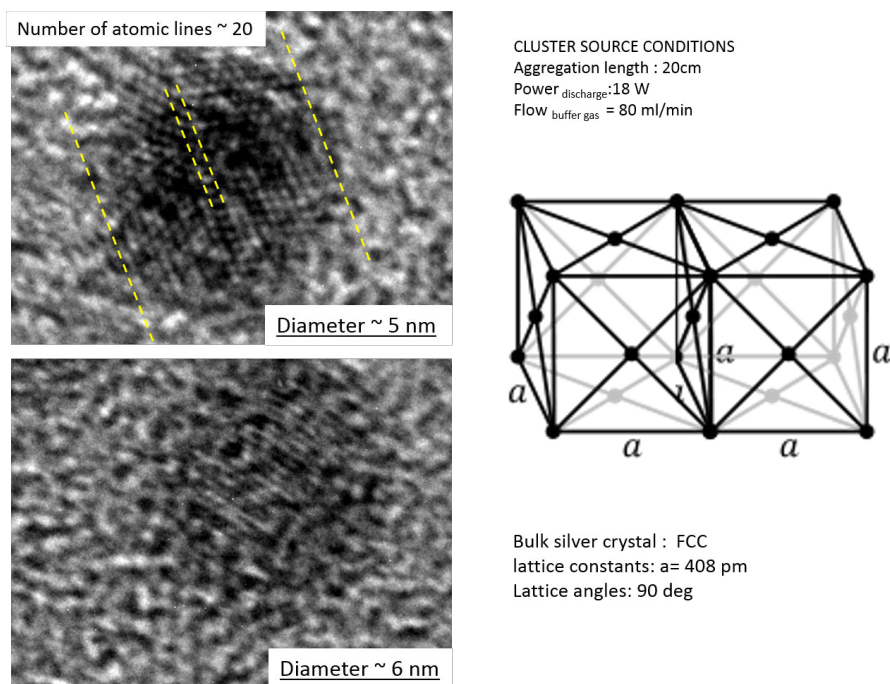 Number of atomic lines ~ 20
Diameter ~ 5 nm
Diameter ~ 6 nm
CLUSTER SOURCE CONDITIONS
Aggregation length : 20cm
Power discharge:18 W
Flow buffer gas = 80 ml/min
a
a
a
a
a
Bulk silver crystal : FCC
lattice constants: a= 408 pm
Lattice angles: 90 deg